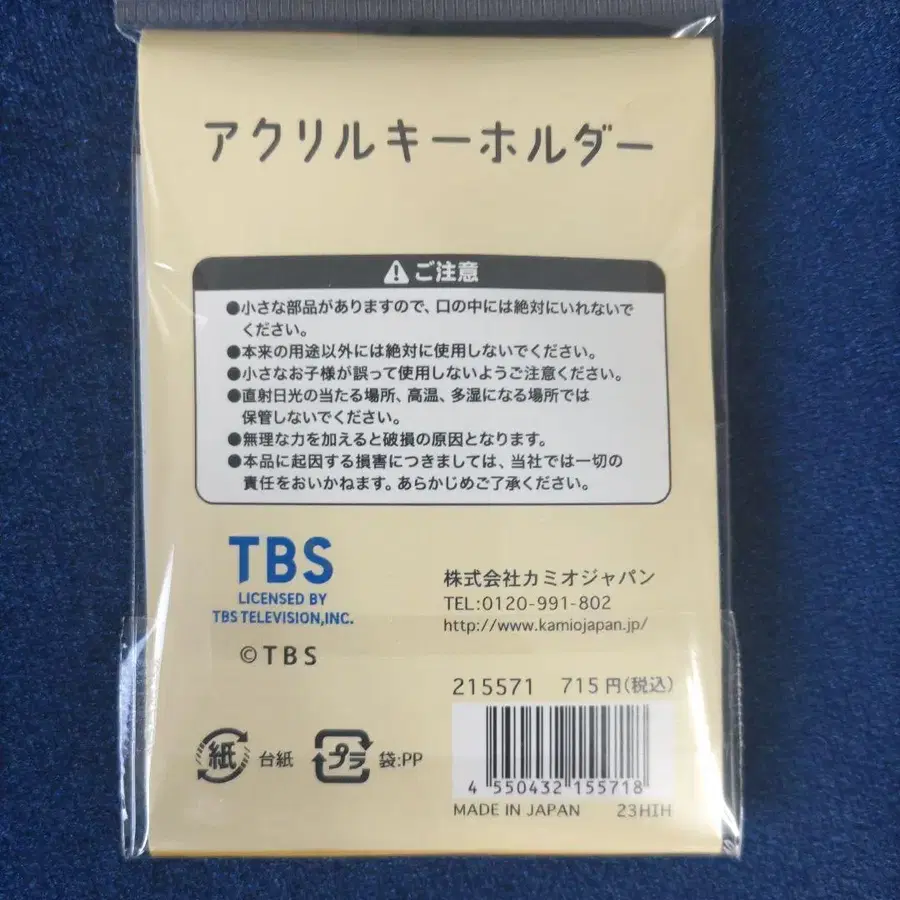 アクリルキーホルダー
ご注意
●小さな部品がありますので、口の中には絶対にいれないで
ください。
●本来の用途以外には絶対に使用しないでください。
●小さなお子様が誤って使用しないようご注意ください。
●直射日光の当たる場所、高温、多湿になる場所では
保管しないでください。
●無理な力を加えると破損の原因となります。
●本品に起因する損害につきましては、当社では一切の
責任をおいかねます。あらかじめご了承ください。
TBS
LICENSED BY
TBS TELEVISION,INC.
©TBS
株式会社カミオジャパン
TEL:0120-991-802
http://www.kamiojapan.jp/
215571 715円(税込)
紙 台紙 プラ 袋:PP
4 550432 155718
MADE IN JAPAN 23HIH